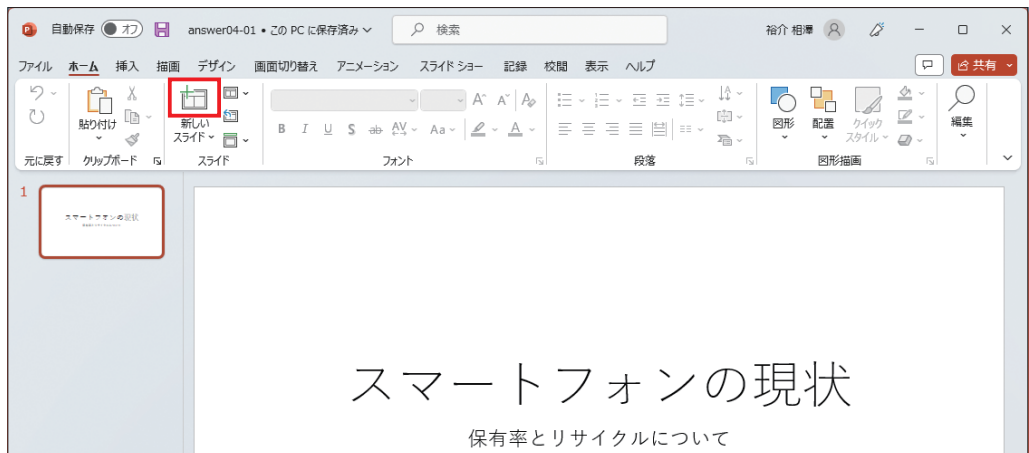 自動保存 オフ answer04-01 • この PC に保存済み 検索 裕介 相澤
ファイル ホーム 挿入 描画 デザイン 画面切り替え アニメーション スライド ショー 記録 校閲 表示 ヘルプ 共有
貼り付け 新しい スライド B I U S ab AV Aa A A A 図形 配置 クイック スタイル 編集
元に戻す クリップボード スライド フォント 段落 図形描画
1
スマートフォンの現状
スマートフォンの現状
保有率とリサイクルについて